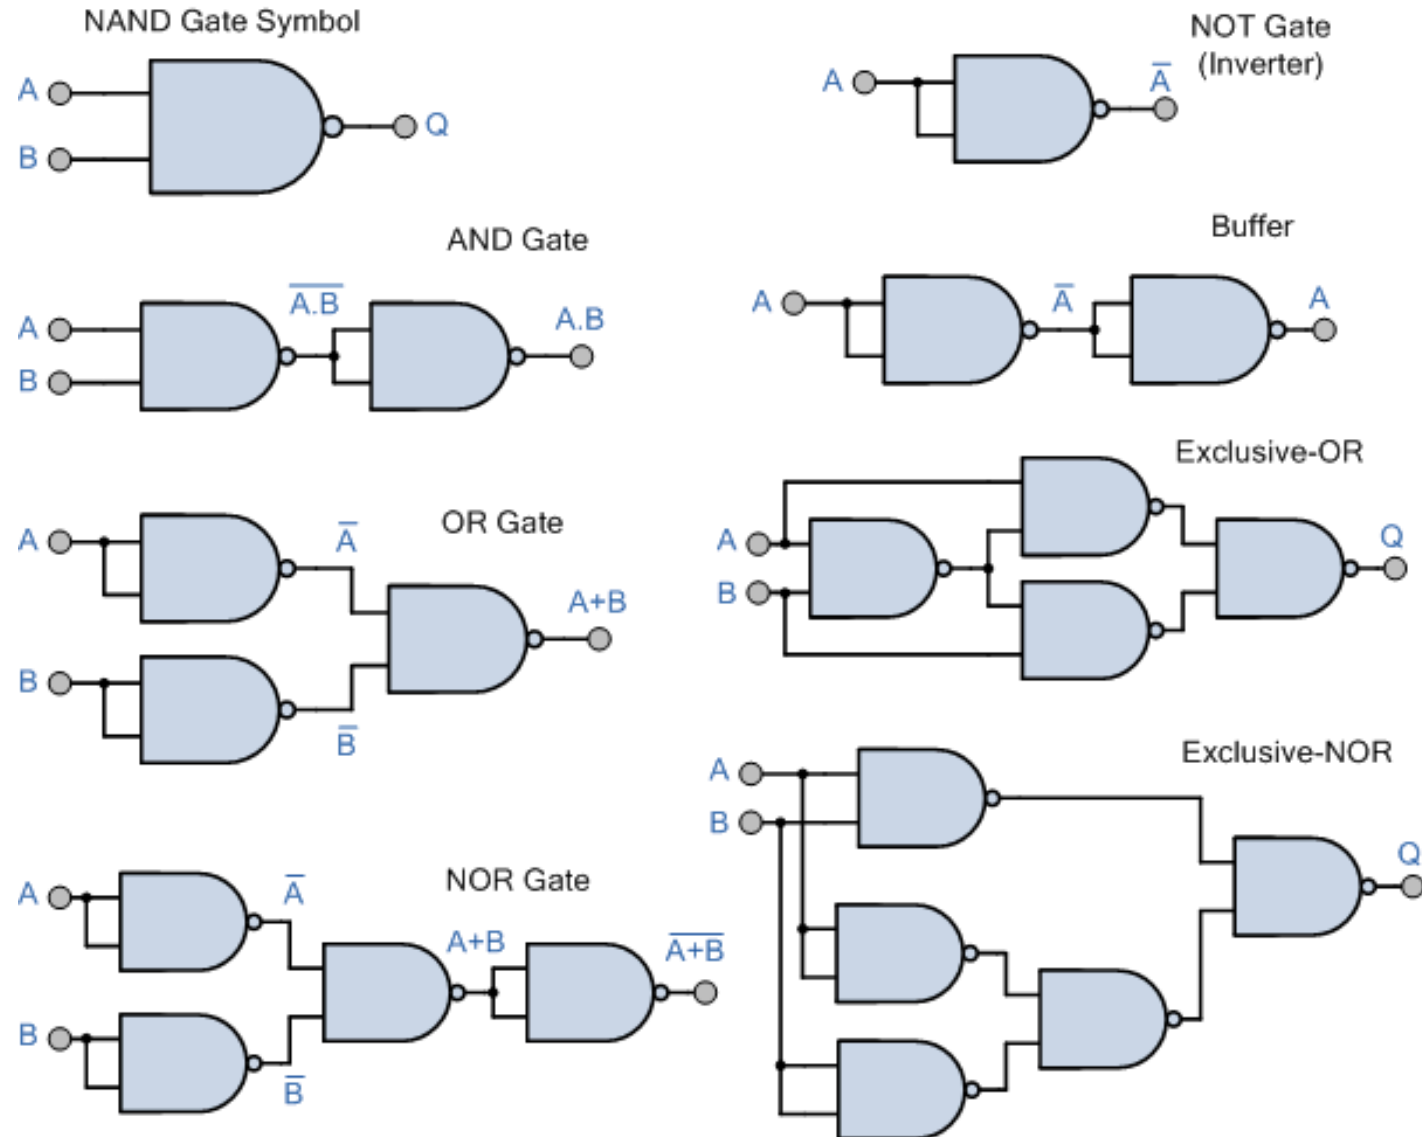 NAND Gate Symbol
A
B
Q
NOT Gate
(Inverter)
A
A̅
AND Gate
A
B
A̅.̅B̅
A.B
Buffer
A
A̅
A
OR Gate
A
B
A̅
B̅
A+B
Exclusive-OR
A
B
Q
NOR Gate
A
B
A̅
B̅
A+B
A̅+̅B̅
Exclusive-NOR
A
B
Q